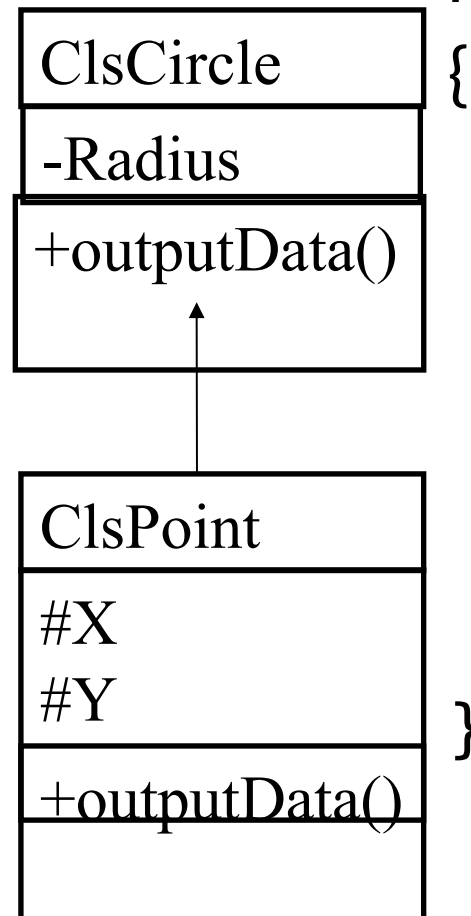 ClsCircle
{
-Radius
+outputData()
ClsPoint
#X
#Y
}
+outputData()